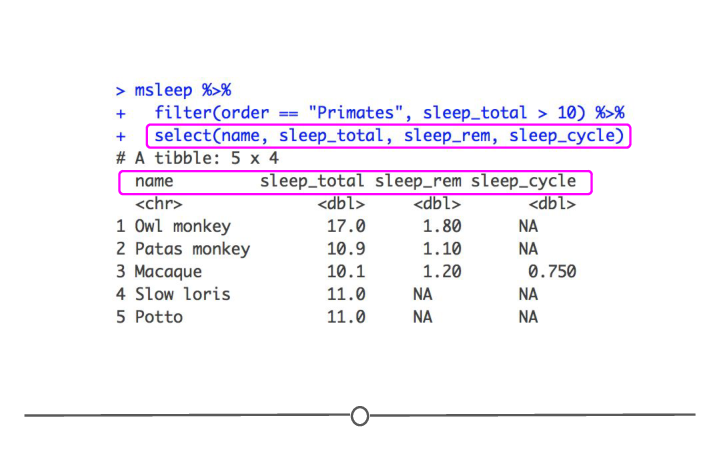 > msleep %>%
+   filter(order == "Primates", sleep_total > 10) %>%
+   select(name, sleep_total, sleep_rem, sleep_cycle)
# A tibble: 5 x 4
  name         sleep_total sleep_rem sleep_cycle
  <chr>              <dbl>     <dbl>       <dbl>
1 Owl monkey          17.0      1.80      NA
2 Patas monkey        10.9      1.10      NA
3 Macaque             10.1      1.20       0.750
4 Slow loris          11.0     NA         NA
5 Potto               11.0     NA         NA